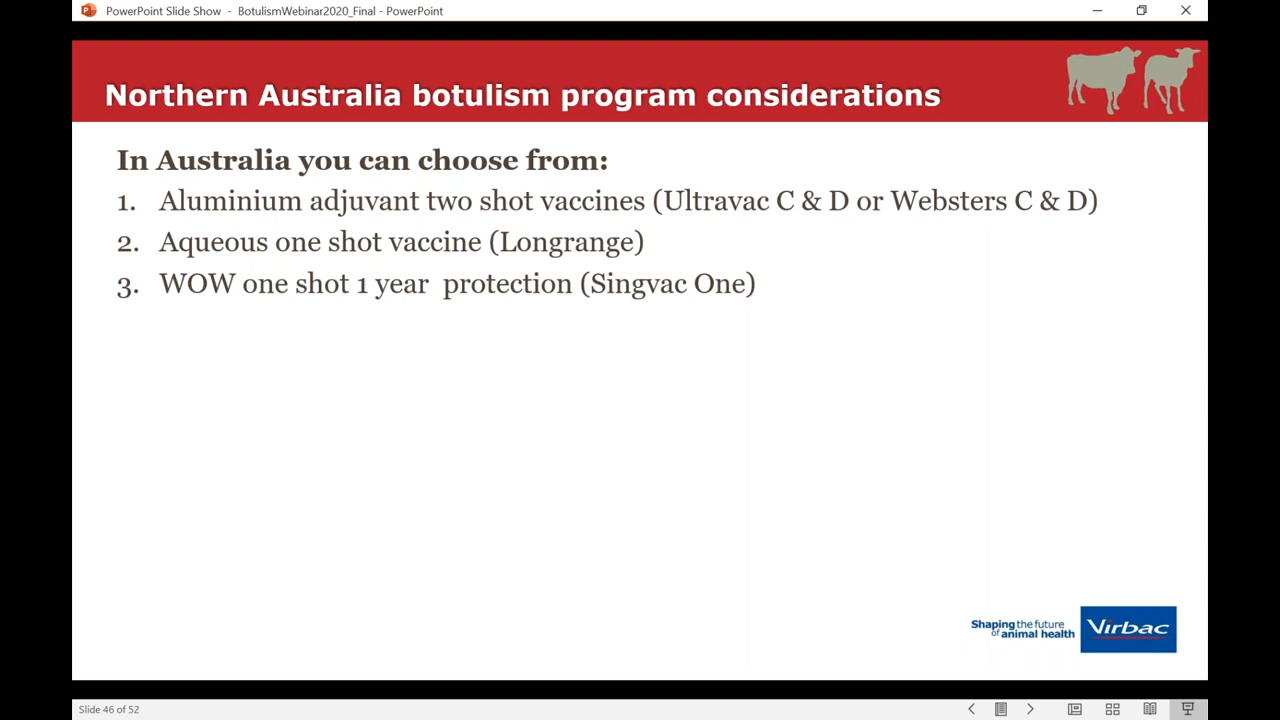 PowerPoint Slide Show - BotulismWebinar2020_Final - PowerPoint
Northern Australia botulism program considerations
In Australia you can choose from:
1. Aluminium adjuvant two shot vaccines (Ultravac C & D or Websters C & D)
2. Aqueous one shot vaccine (Longrange)
3. WOW one shot 1 year protection (Singvac One)
Shaping the future
of animal health
Virbac
Slide 46 of 52